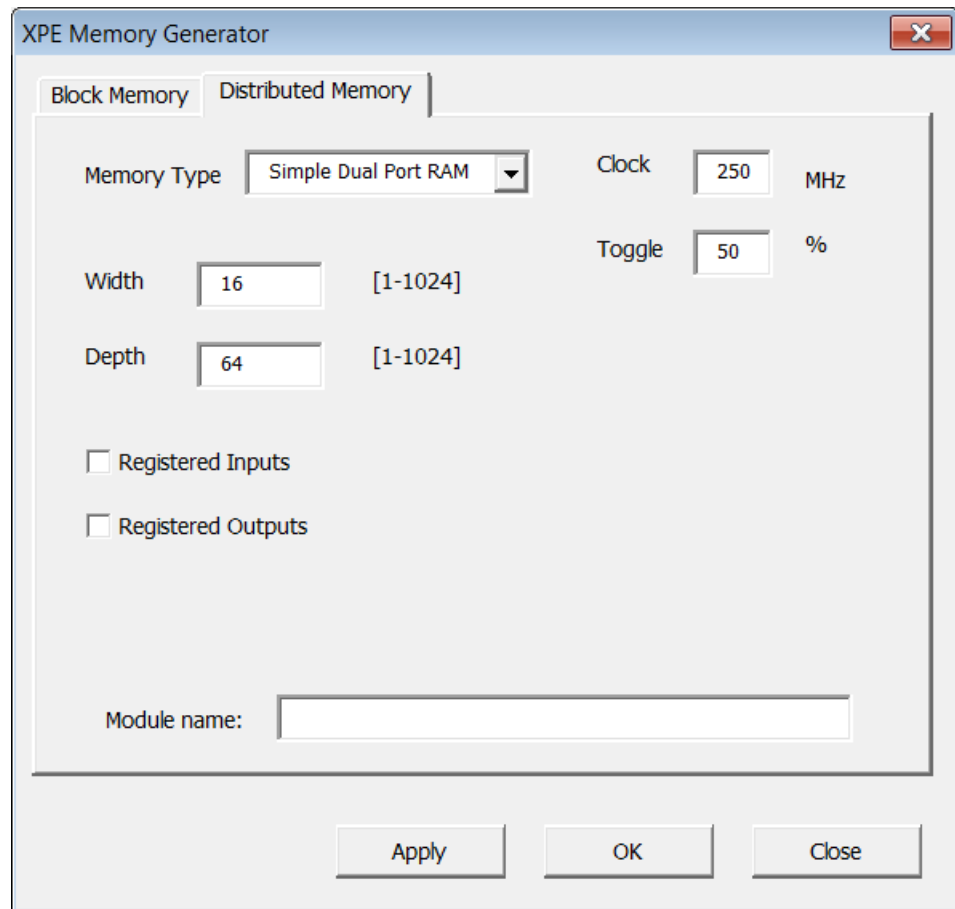 XPE Memory Generator
Block Memory Distributed Memory
Memory Type Simple Dual Port RAM Clock 250 MHz
Toggle 50 %
Width 16 [1-1024]
Depth 64 [1-1024]
Registered Inputs
Registered Outputs
Module name:
Apply OK Close